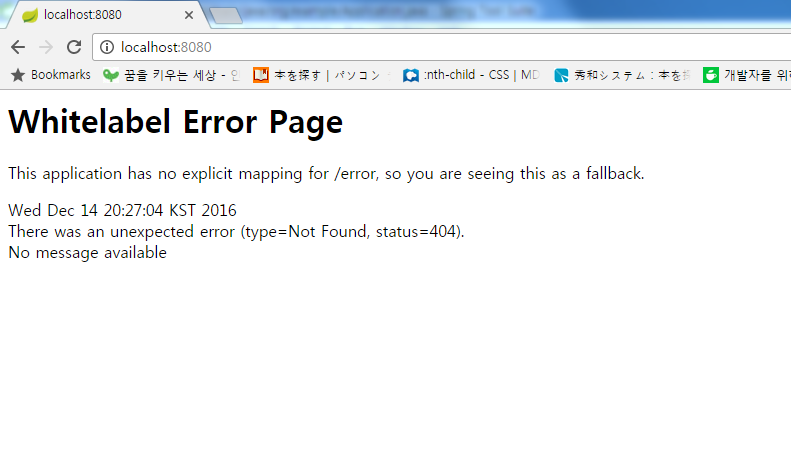 localhost:8080
localhost:8080
Bookmarks 꿈을 키우는 세상 - 本を探す | パソコン :nth-child - CSS | MD 秀和システム : 本を 개발자를
Whitelabel Error Page
This application has no explicit mapping for /error, so you are seeing this as a fallback.
Wed Dec 14 20:27:04 KST 2016
There was an unexpected error (type=Not Found, status=404).
No message available